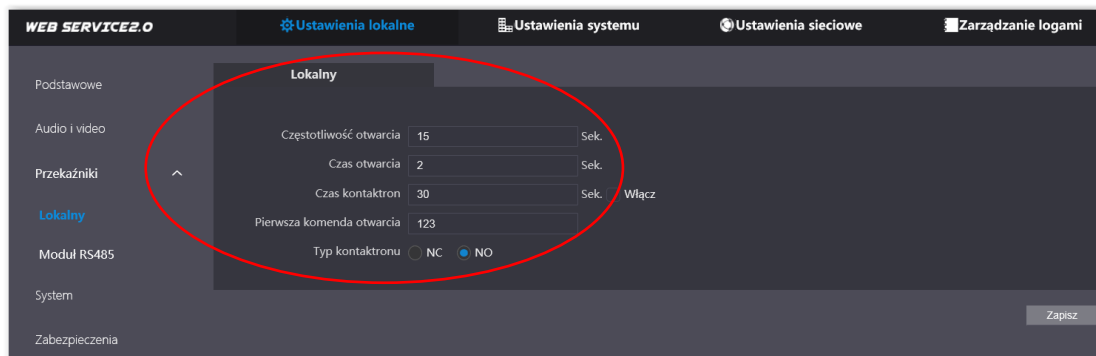 WEB SERVICE2.0 Ustawienia lokalne Ustawienia systemu Ustawienia sieciowe Zarządzanie logami
Podstawowe
Audio i video
Przekaźniki
Lokalny
Moduł RS485
System
Zabezpieczenia
Lokalny
Częstotliwość otwarcia 15 Sek.
Czas otwarcia 2 Sek.
Czas kontaktron 30 Sek. Włącz
Pierwsza komenda otwarcia 123
Typ kontaktronu NC NO
Zapisz